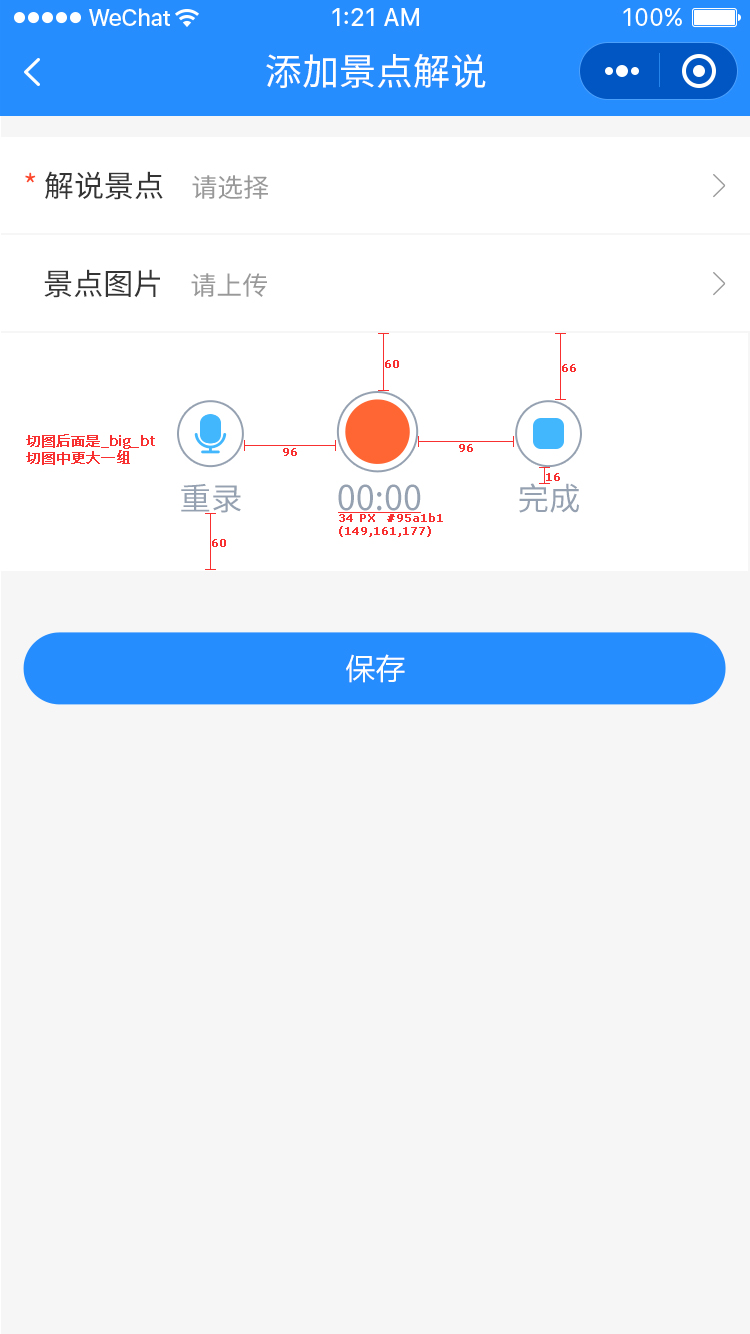 WeChat 1:21 AM 100%
添加景点解说
* 解说景点 请选择
景点图片 请上传
60
66
切图后面是_big_bt
切图中更大一组
96
96
16
重录 00:00 完成
34 PX #95a1b1
(149,161,177)
60
保存